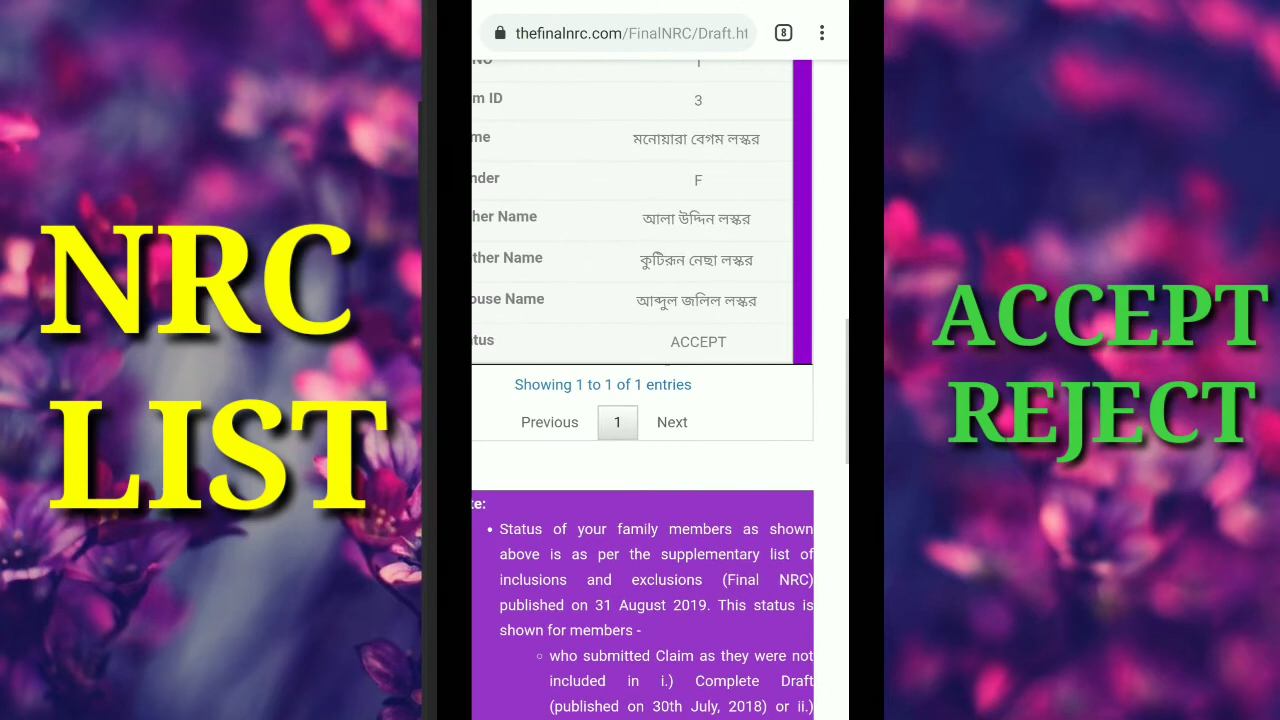 NRC
LIST
thefinalnrc.com/FinalNRC/Draft.ht
8
m ID 3
me মনোয়ারা বেগম লস্কর
nder F
her Name আলা উদ্দিন লস্কর
ther Name কুটিরূন নেছা লস্কর
ouse Name আব্দুল জলিল লস্কর
tus ACCEPT
Showing 1 to 1 of 1 entries
Previous 1 Next
te:
• Status of your family members as shown
above is as per the supplementary list of
inclusions and exclusions (Final NRC)
published on 31 August 2019. This status is
shown for members -
○ who submitted Claim as they were not
included in i.) Complete Draft
(published on 30th July, 2018) or ii.)
ACCEPT
REJECT